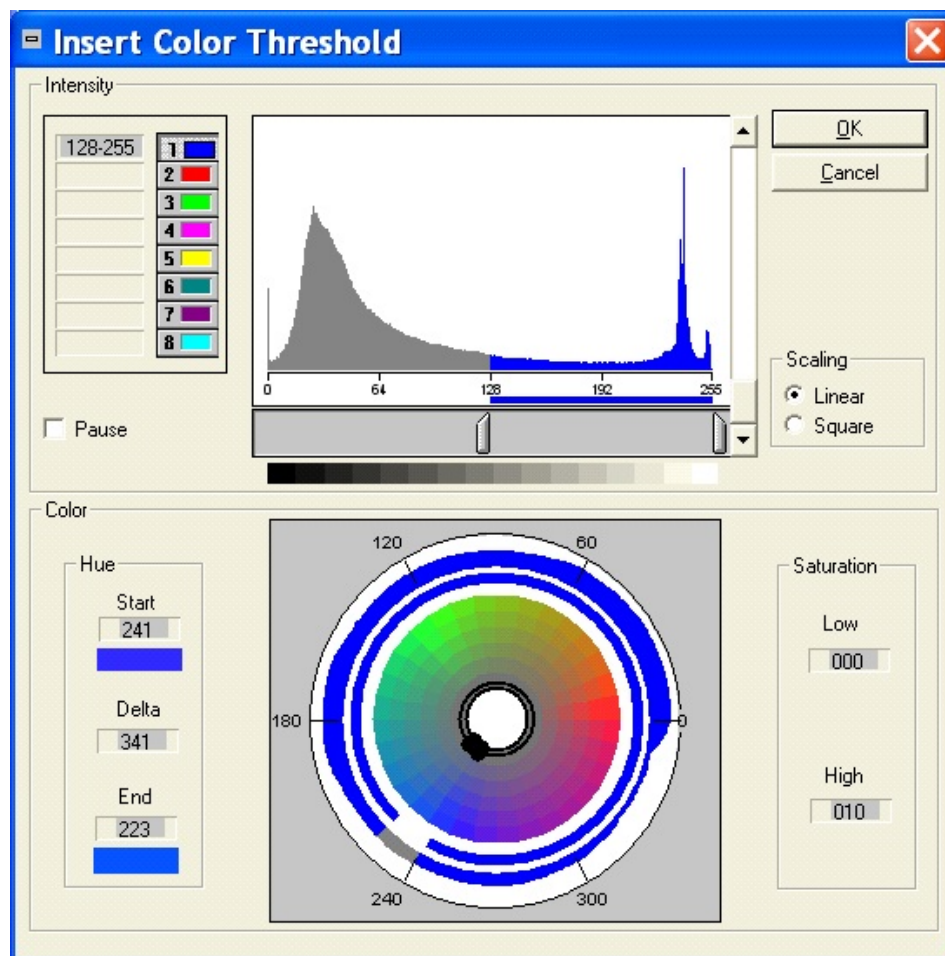 Insert Color Threshold
Intensity
128-255
1
2
3
4
5
6
7
8
OK
Cancel
0 64 128 192 255
Scaling
Linear
Square
Pause
Color
Hue
Start
241
Delta
341
End
223
120 60
180 0
240 300
Saturation
Low
000
High
010